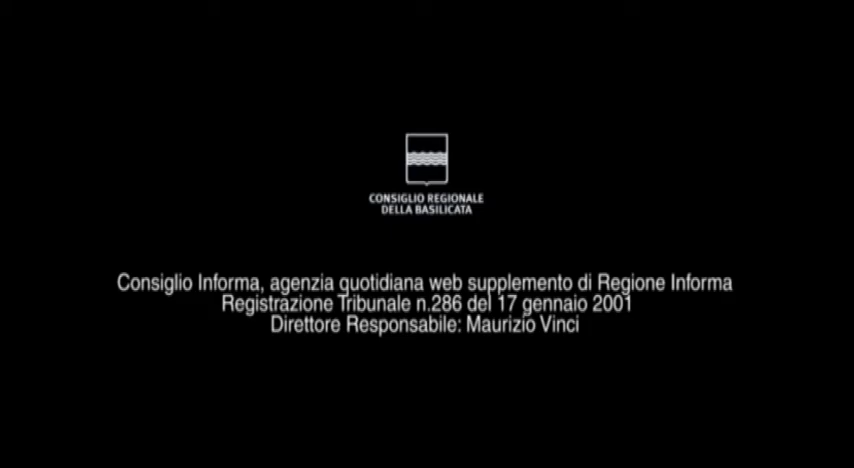 CONSIGLIO REGIONALE
DELLA BASILICATA
Consiglio Informa, agenzia quotidiana web supplemento di Regione Informa
Registrazione Tribunale n.286 del 17 gennaio 2001
Direttore Responsabile: Maurizio Vinci